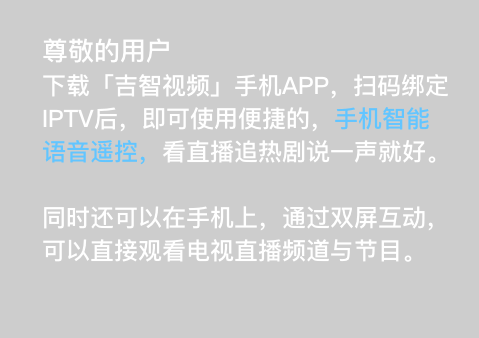 尊敬的用户
下载「吉智视频」手机APP，扫码绑定
IPTV后，即可使用便捷的，手机智能
语音遥控，看直播追热剧说一声就好。
同时还可以在手机上，通过双屏互动，
可以直接观看电视直播频道与节目。